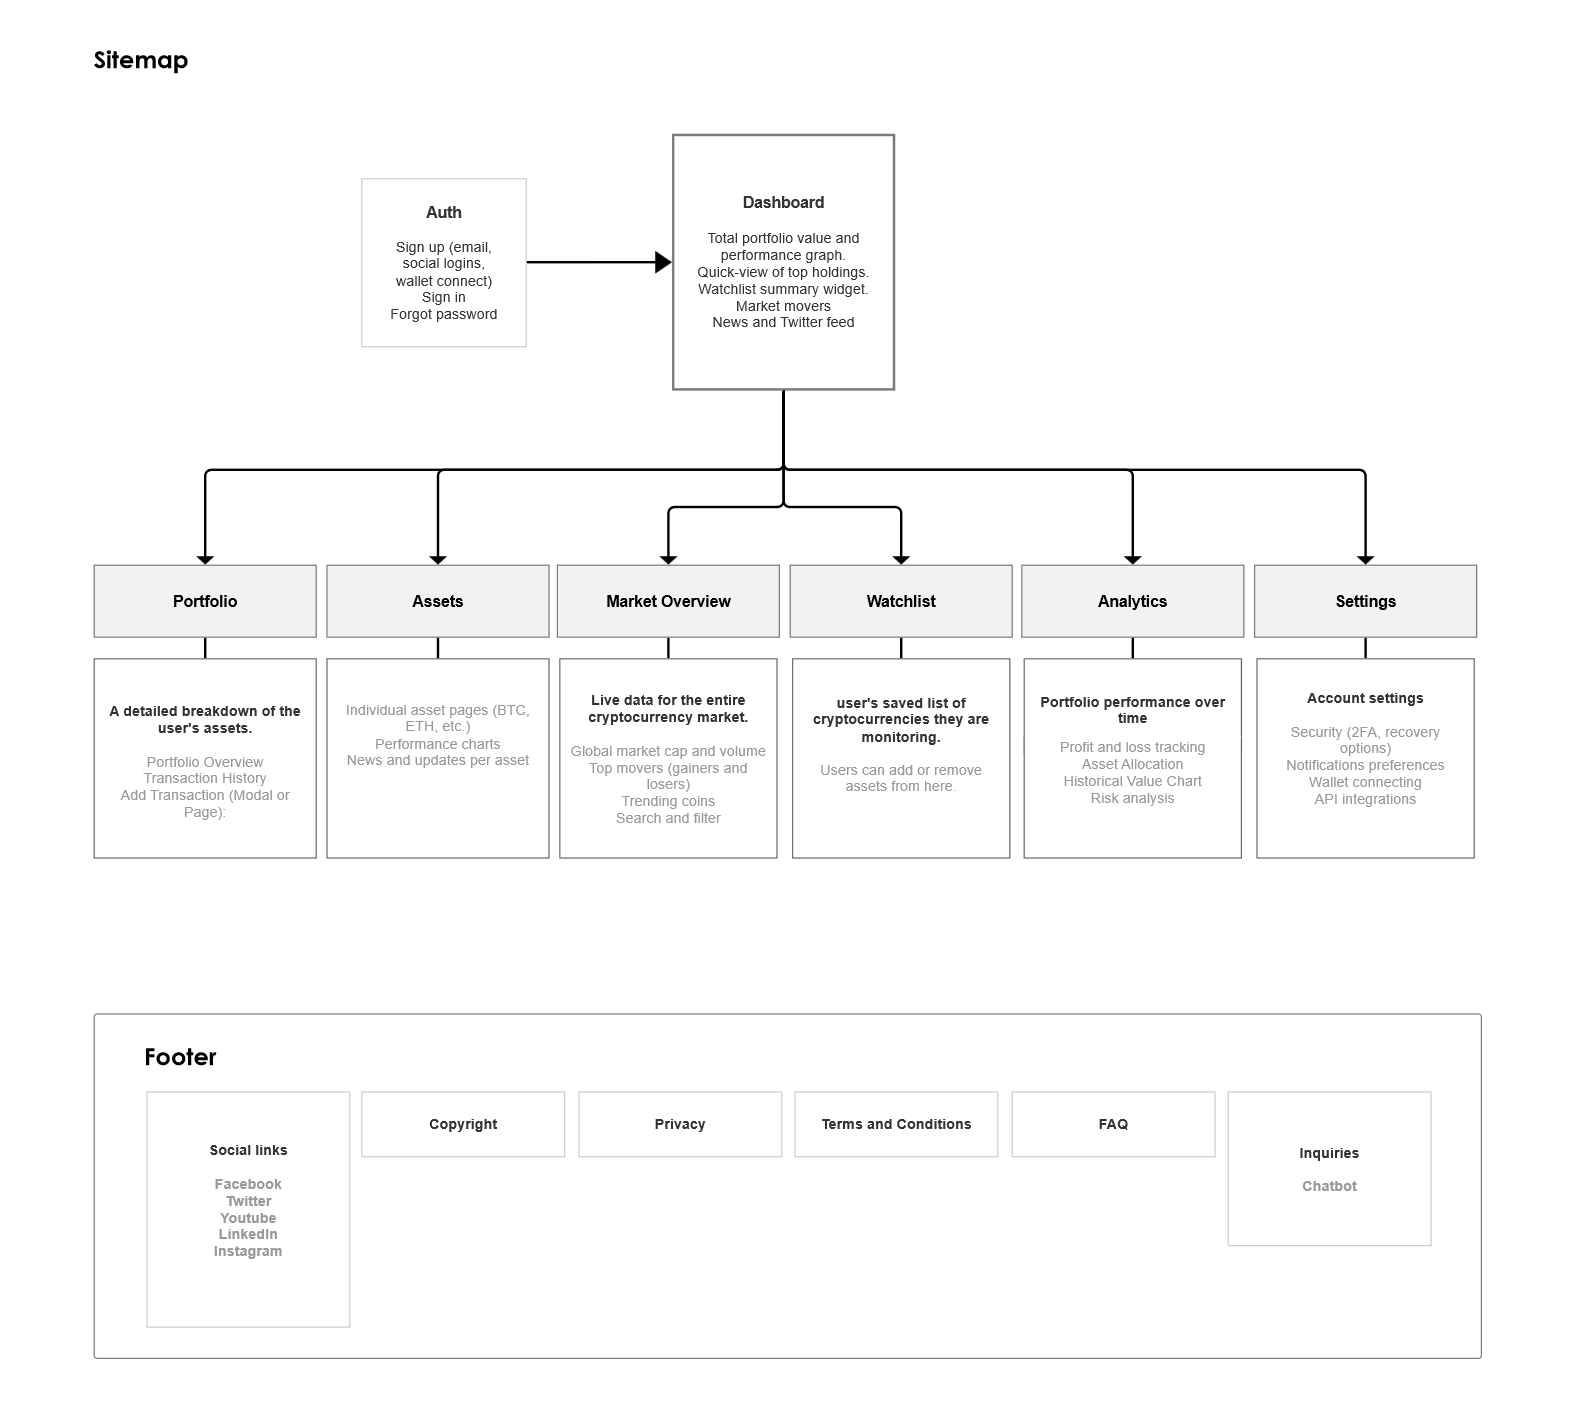 Sitemap
Auth
Sign up (email,
social logins,
wallet connect)
Sign in
Forgot password
Dashboard
Total portfolio value and
performance graph.
Quick-view of top holdings.
Watchlist summary widget.
Market movers
News and Twitter feed
Portfolio
Assets
Market Overview
Watchlist
Analytics
Settings
A detailed breakdown of the
user's assets.
Portfolio Overview
Transaction History
Add Transaction (Modal or
Page):
Individual asset pages (BTC,
ETH, etc.)
Performance charts
News and updates per asset
Live data for the entire
cryptocurrency market.
Global market cap and volume
Top movers (gainers and
losers)
Trending coins
Search and filter
user's saved list of
cryptocurrencies they are
monitoring.
Users can add or remove
assets from here.
Portfolio performance over
time
Profit and loss tracking
Asset Allocation
Historical Value Chart
Risk analysis
Account settings
Security (2FA, recovery
options)
Notifications preferences
Wallet connecting
API integrations
Footer
Social links
Facebook
Twitter
Youtube
LinkedIn
Instagram
Copyright
Privacy
Terms and Conditions
FAQ
Inquiries
Chatbot